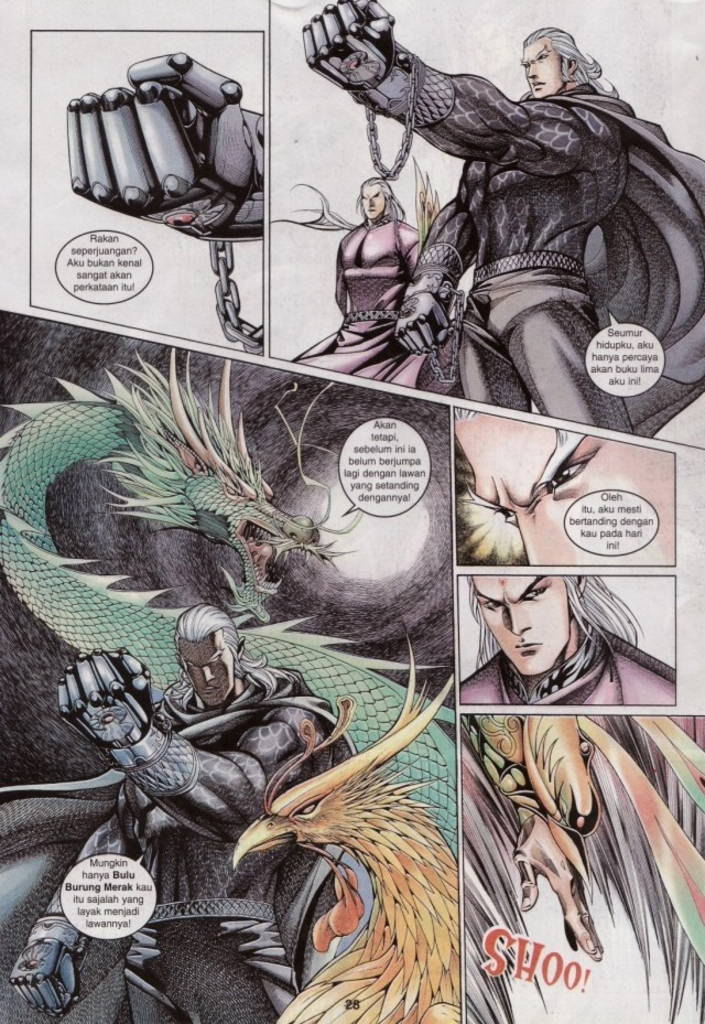 Rakan
seperjuangan?
Aku bukan kenal
sangat akan
perkataan itu!
Seumur
hidupku, aku
hanya percaya
akan buku lima
aku ini!
Akan
tetapi,
sebelum ini ia
belum berjumpa
lagi dengan lawan
yang setanding
dengannya!
Oleh
itu, aku mesti
bertanding dengan
kau pada hari
ini!
Mungkin
hanya Bulu
Burung Merak kau
itu sajalah yang
layak menjadi
lawannya!
SHOO!
28